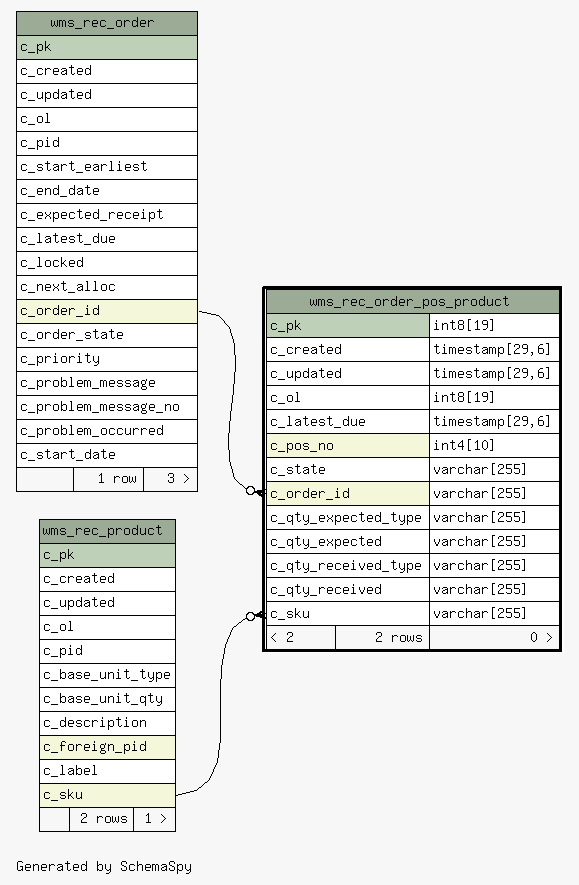 wms_rec_order
c_pk
c_created
c_updated
c_ol
c_pid
c_start_earliest
c_end_date
c_expected_receipt
c_latest_due
c_locked
c_next_alloc
c_order_id
c_order_state
c_priority
c_problem_message
c_problem_message_no
c_problem_occurred
c_start_date
1 row 3 >
wms_rec_order_pos_product
c_pk int8[19]
c_created timestamp[29,6]
c_updated timestamp[29,6]
c_ol int8[19]
c_latest_due timestamp[29,6]
c_pos_no int4[10]
c_state varchar[255]
c_order_id varchar[255]
c_qty_expected_type varchar[255]
c_qty_expected varchar[255]
c_qty_received_type varchar[255]
c_qty_received varchar[255]
c_sku varchar[255]
< 2 2 rows 0 >
wms_rec_product
c_pk
c_created
c_updated
c_ol
c_pid
c_base_unit_type
c_base_unit_qty
c_description
c_foreign_pid
c_label
c_sku
2 rows 1 >
Generated by SchemaSpy